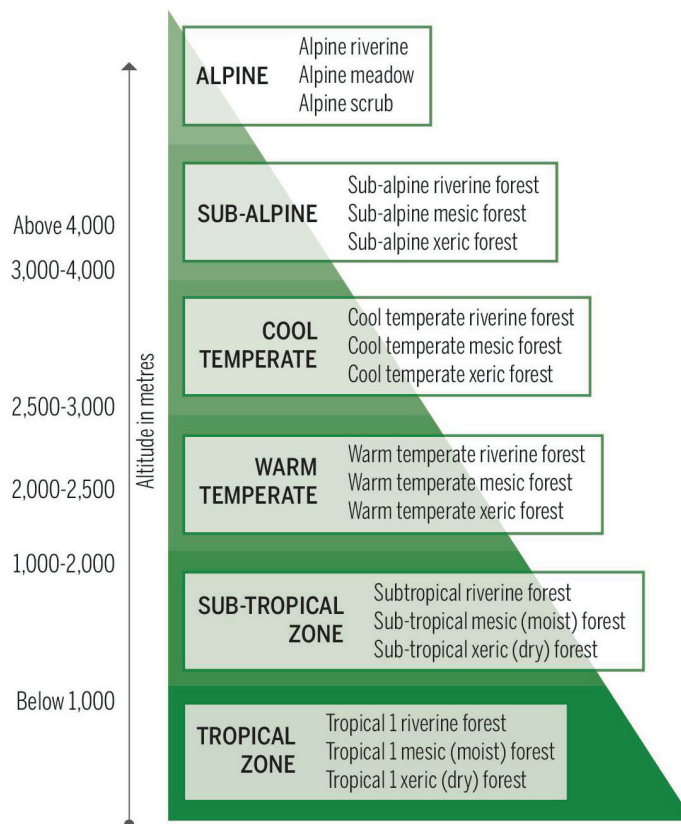 ALPINE
Alpine riverine
Alpine meadow
Alpine scrub
SUB-ALPINE
Sub-alpine riverine forest
Sub-alpine mesic forest
Sub-alpine xeric forest
COOL
TEMPERATE
Cool temperate riverine forest
Cool temperate mesic forest
Cool temperate xeric forest
WARM
TEMPERATE
Warm temperate riverine forest
Warm temperate mesic forest
Warm temperate xeric forest
SUB-TROPICAL
ZONE
Subtropical riverine forest
Sub-tropical mesic (moist) forest
Sub-tropical xeric (dry) forest
TROPICAL
ZONE
Tropical 1 riverine forest
Tropical 1 mesic (moist) forest
Tropical 1 xeric (dry) forest
Above 4,000
3,000-4,000
2,500-3,000
2,000-2,500
1,000-2,000
Below 1,000
Altitude in metres